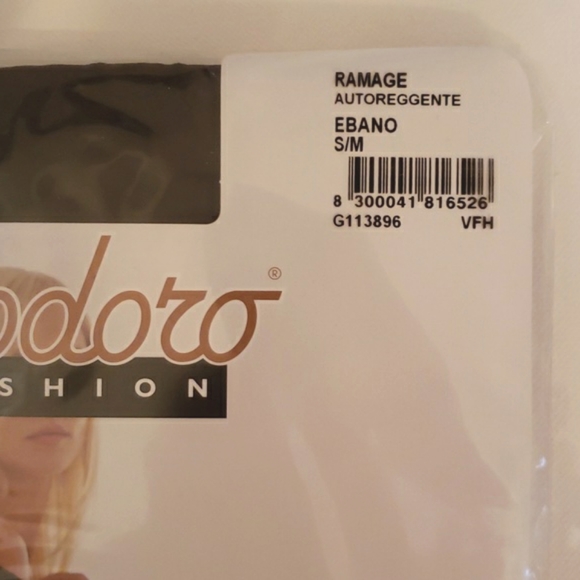 RAMAGE
AUTOREGGENTE
EBANO
S/M
8 300041 816526
G113896 VFH
odoro®
SHION